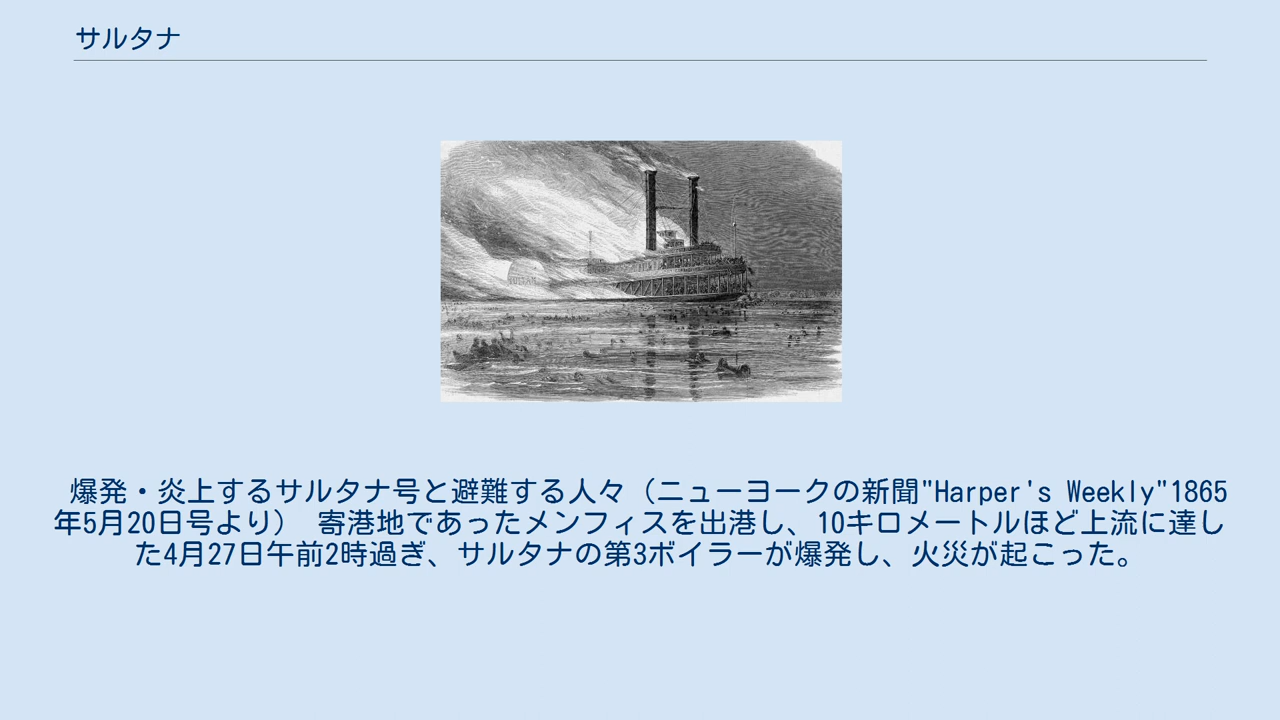 サルタナ
爆発・炎上するサルタナ号と避難する人々（ニューヨークの新聞"Harper's Weekly"1865
年5月20日号より） 寄港地であったメンフィスを出港し、10キロメートルほど上流に達し
た4月27日午前2時過ぎ、サルタナの第3ボイラーが爆発し、火災が起こった。